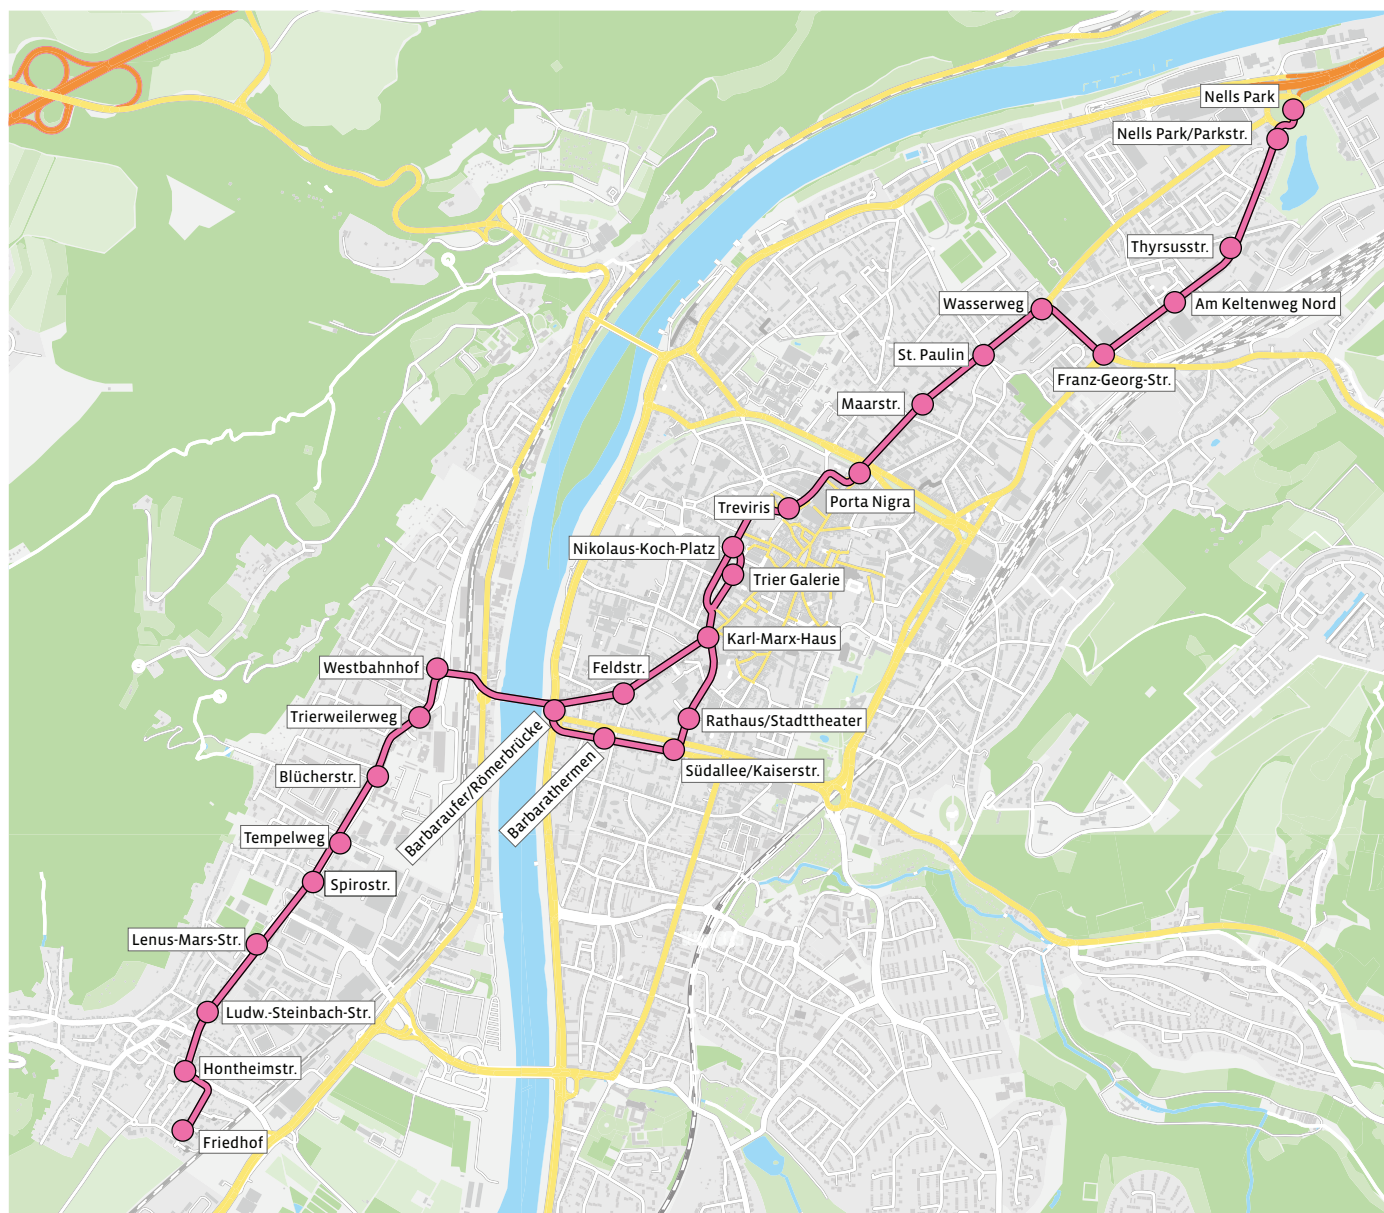 Nells Park
Nells Park/Parkstr.
Thyrsusstr.
Am Keltenweg Nord
Wasserweg
St. Paulin
Franz-Georg-Str.
Maarstr.
Porta Nigra
Treviris
Nikolaus-Koch-Platz
Trier Galerie
Karl-Marx-Haus
Feldstr.
Westbahnhof
Trierweilerweg
Rathaus/Stadttheater
Südallee/Kaiserstr.
Barbaraufer/Römerbrücke
Barbarathermen
Blücherstr.
Tempelweg
Spirostr.
Lenus-Mars-Str.
Ludw.-Steinbach-Str.
Hontheimstr.
Friedhof